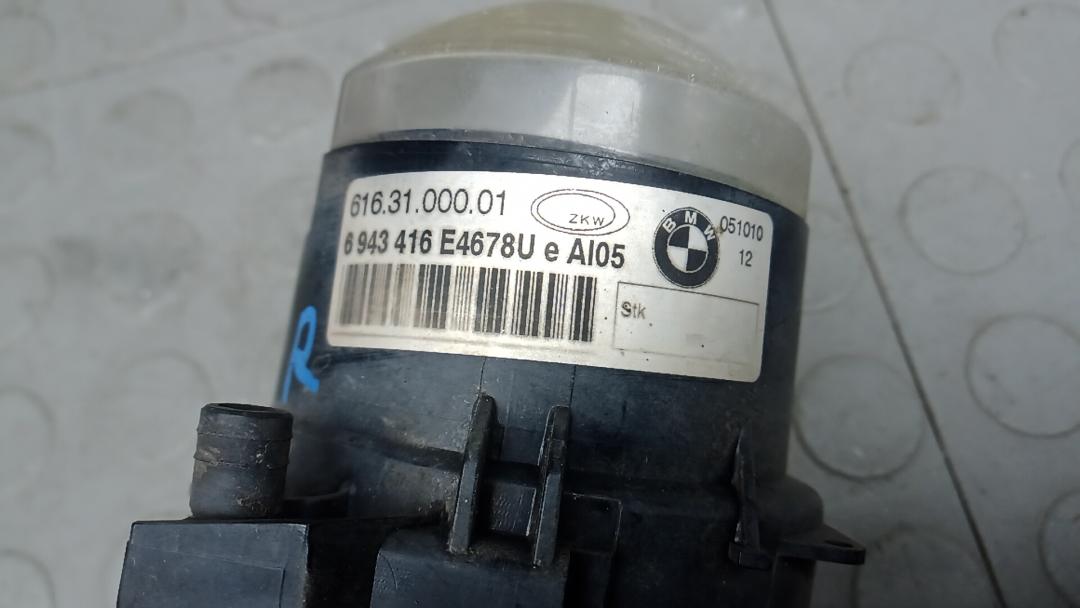 616.31.000.01
ZKW
BMW
051010
12
6 943 416 E4678U e AI05
Stk
R